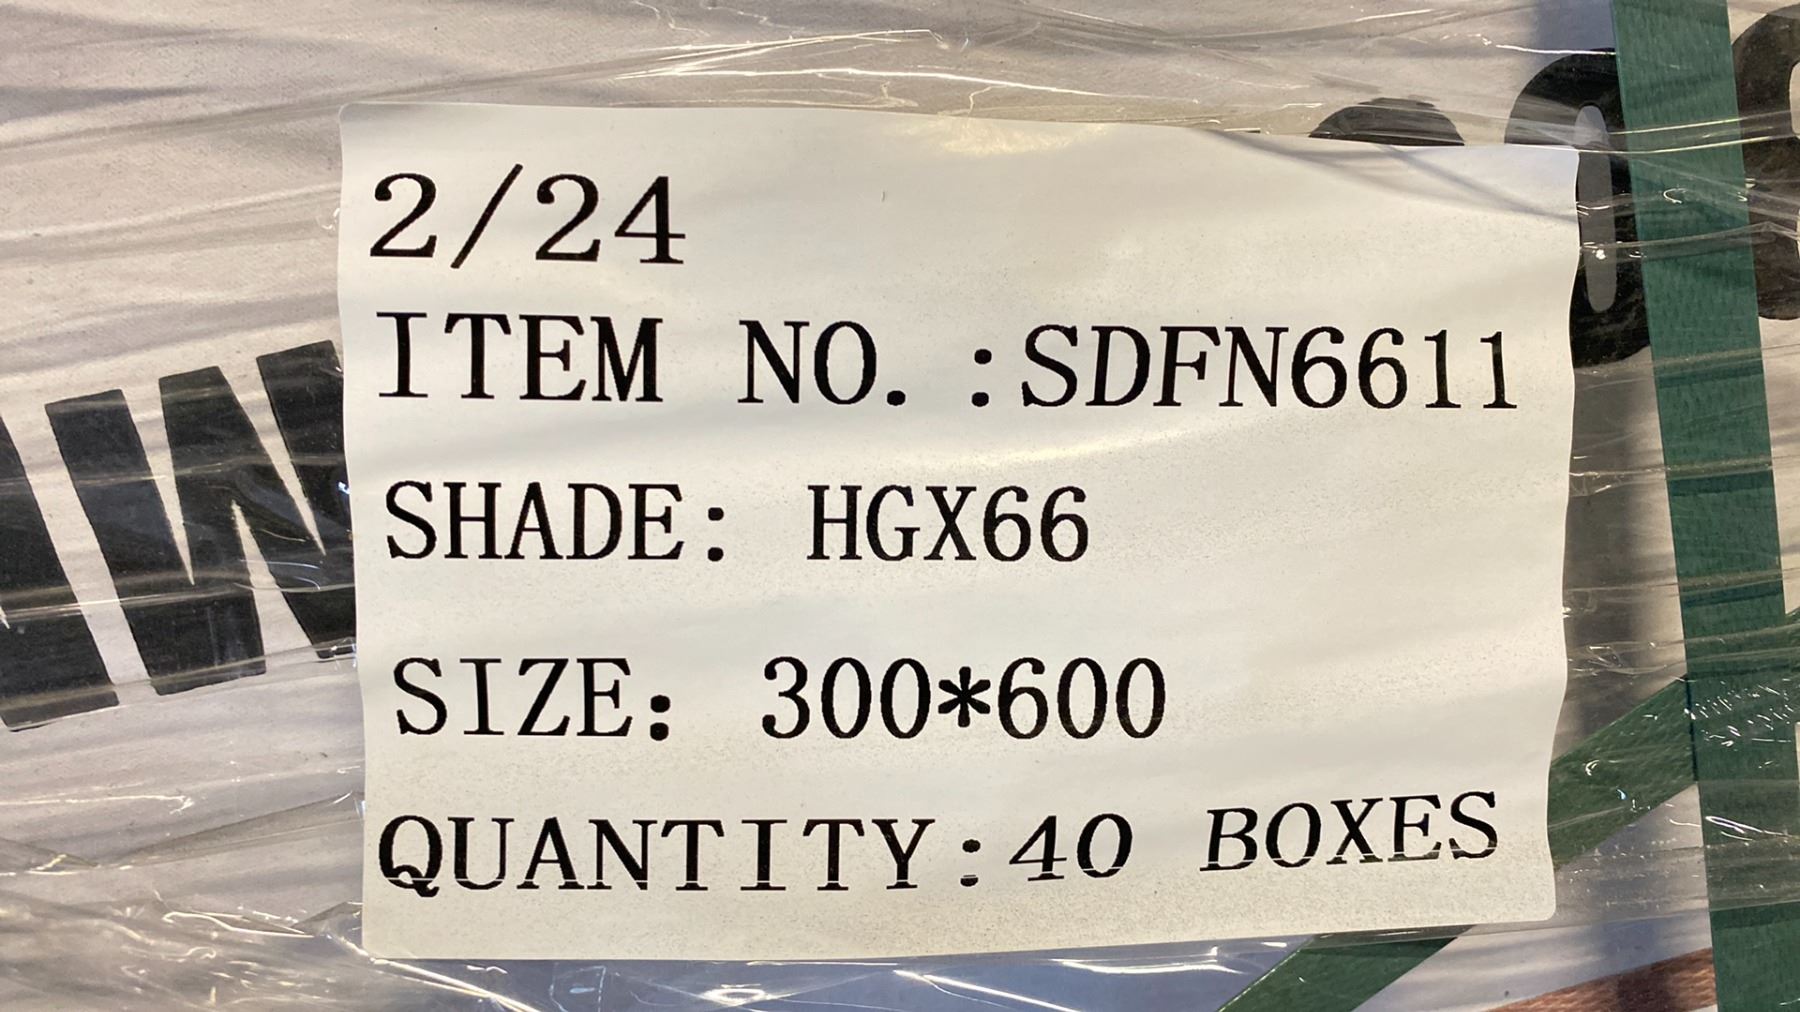 2/24
ITEM NO. :SDFN6611
SHADE: HGX66
SIZE: 300*600
QUANTITY:40 BOXES